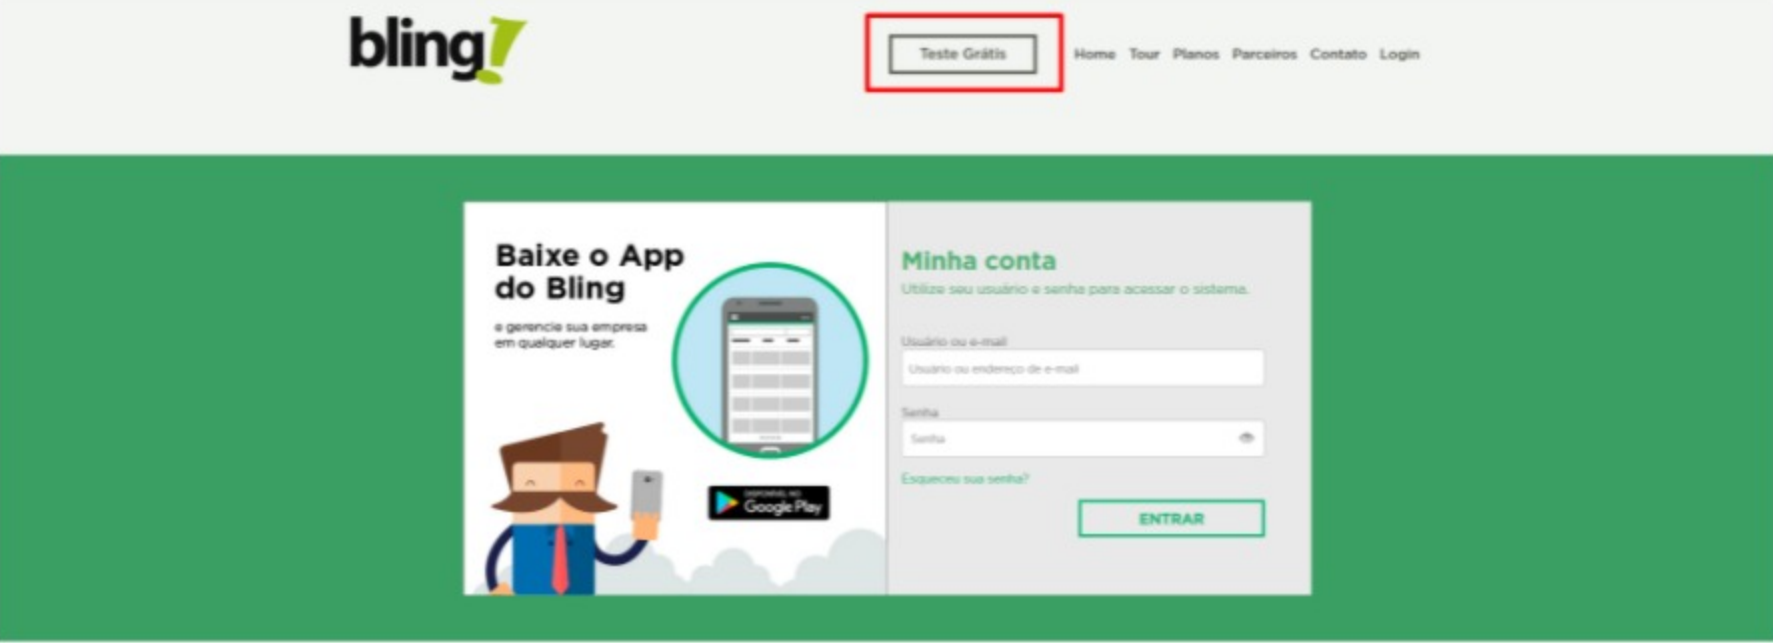 bling!
Teste Grátis
Home Tour Planos Parceiros Contato Login
Baixe o App
do Bling
e gerencie sua empresa
em qualquer lugar.
DISPONÍVEL NO
Google Play
Minha conta
Utilize seu usuário e senha para acessar o sistema.
Usuário ou e-mail
Usuário ou endereço de e-mail
Senha
Senha
Esqueceu sua senha?
ENTRAR